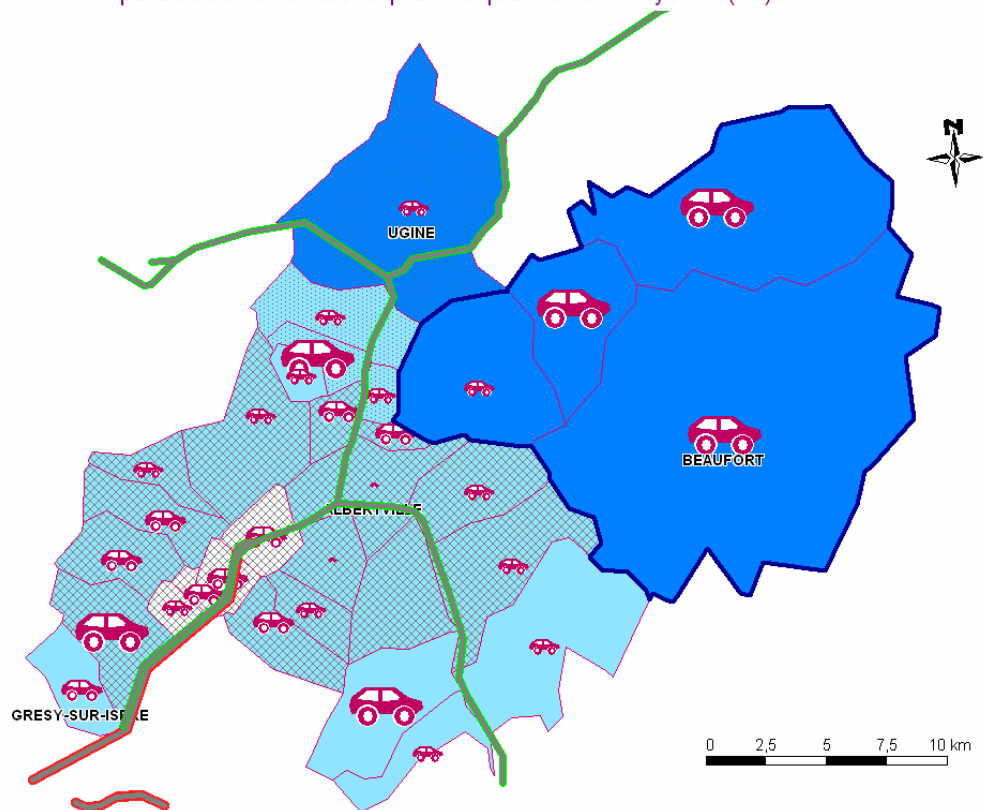 N
UGINE
BEAUFORT
ALBERTVILLE
GRESY-SUR-ISERE
0 2,5 5 7,5 10 km